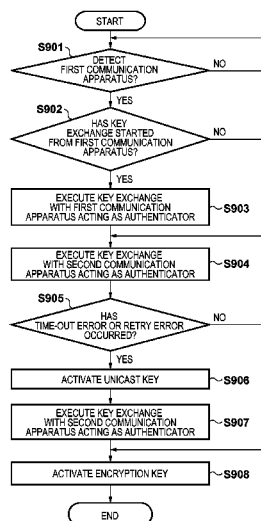 START
S901
DETECT
FIRST COMMUNICATION
APPARATUS?
NO
YES
S902
HAS KEY
EXCHANGE STARTED
FROM FIRST COMMUNICATION
APPARATUS?
NO
YES
EXECUTE KEY EXCHANGE
WITH FIRST COMMUNICATION
APPARATUS ACTING AS AUTHENTICATOR
S903
EXECUTE KEY EXCHANGE
WITH SECOND COMMUNICATION
APPARATUS ACTING AS AUTHENTICATOR
S904
S905
HAS
TIME-OUT ERROR OR RETRY ERROR
OCCURRED?
NO
YES
ACTIVATE UNICAST KEY
S906
EXECUTE KEY EXCHANGE
WITH SECOND COMMUNICATION
APPARATUS ACTING AS AUTHENTICATOR
S907
ACTIVATE ENCRYPTION KEY
S908
END